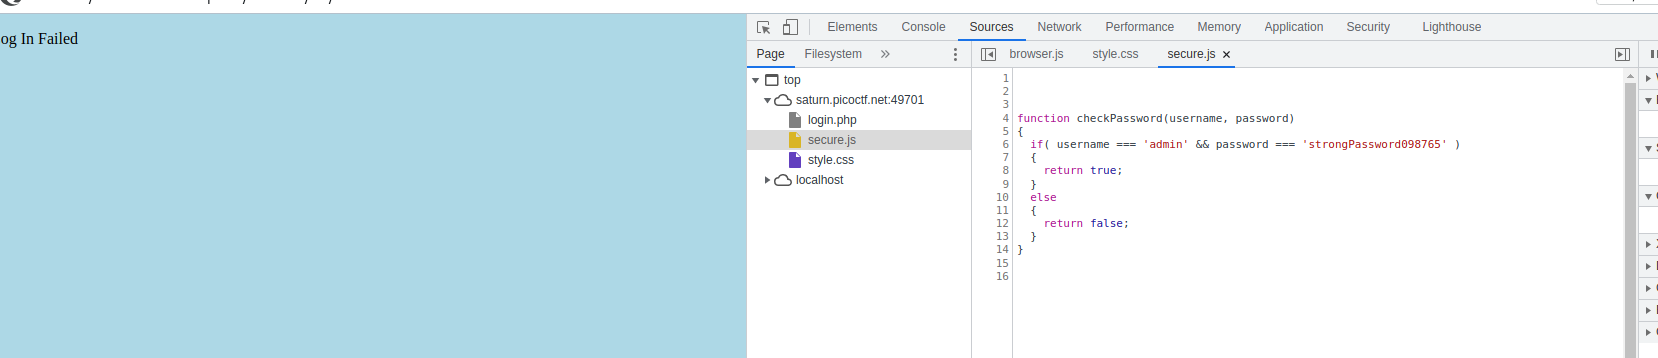 og In Failed
Elements Console Sources Network Performance Memory Application Security Lighthouse
Page Filesystem »
browser.js style.css secure.js ×
top
saturn.picoctf.net:49701
login.php
secure.js
style.css
localhost
1
2
3
4 function checkPassword(username, password)
5 {
6 if( username === 'admin' && password === 'strongPassword098765' )
7 {
8 return true;
9 }
10 else
11 {
12 return false;
13 }
14 }
15
16